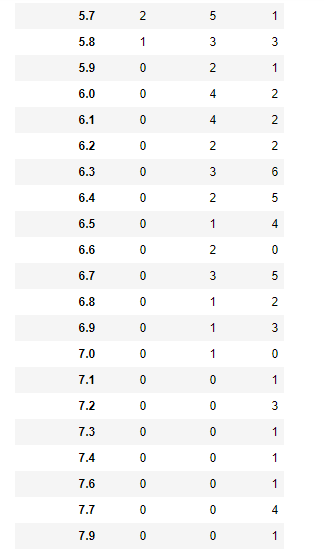 5.7 2 5 1
5.8 1 3 3
5.9 0 2 1
6.0 0 4 2
6.1 0 4 2
6.2 0 2 2
6.3 0 3 6
6.4 0 2 5
6.5 0 1 4
6.6 0 2 0
6.7 0 3 5
6.8 0 1 2
6.9 0 1 3
7.0 0 1 0
7.1 0 0 1
7.2 0 0 3
7.3 0 0 1
7.4 0 0 1
7.6 0 0 1
7.7 0 0 4
7.9 0 0 1